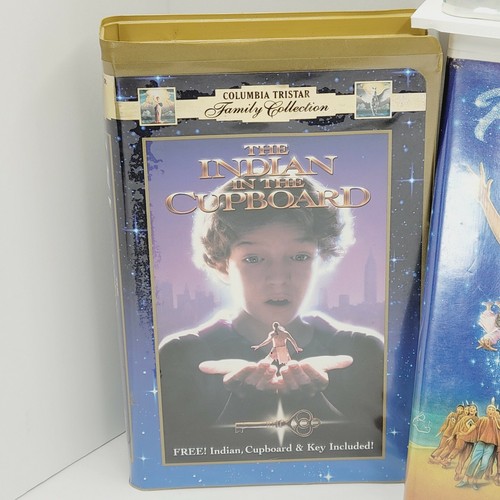 COLUMBIA TRISTAR
Family Collection
THE
INDIAN
IN THE
CUPBOARD
FREE! Indian, Cupboard & Key Included!